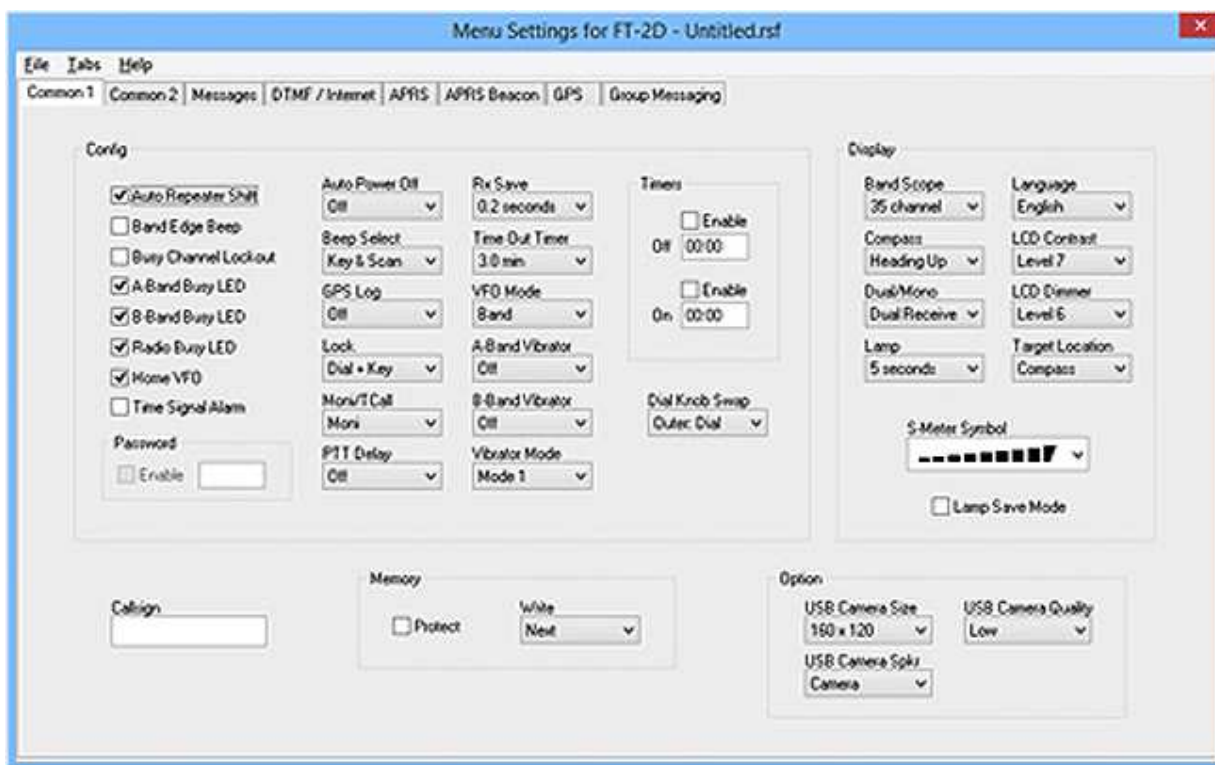 Menu Settings for FT-2D - Untitled.rsf
File Tabs Help
Common 1 Common 2 Messages DTMF / Internet APRS APRS Beacon GPS Group Messaging
Config
Auto Repeater Shift
Band Edge Beep
Busy Channel Lockout
A-Band Busy LED
B-Band Busy LED
Radio Busy LED
Home VFO
Time Signal Alarm
Password
Enable
Auto Power Off
Off
Beep Select
Key & Scan
GPS Log
Off
Lock
Dial + Key
Moni/TCall
Moni
PTT Delay
Off
Rx Save
0.2 seconds
Time Out Timer
3.0 min
VFO Mode
Band
A-Band Vibrator
Off
B-Band Vibrator
Off
Vibrator Mode
Mode 1
Timers
Enable
Off 00:00
Enable
On 00:00
Dial Knob Swap
Outer: Dial
Display
Band Scope
35 channel
Compass
Heading Up
Dual/Mono
Dual Receive
Lamp
5 seconds
Language
English
LCD Contrast
Level 7
LCD Dimmer
Level 6
Target Location
Compass
S-Meter Symbol
Lamp Save Mode
Callsign
Memory
Protect
Write
Next
Option
USB Camera Size
160 x 120
USB Camera Quality
Low
USB Camera Spkr
Camera